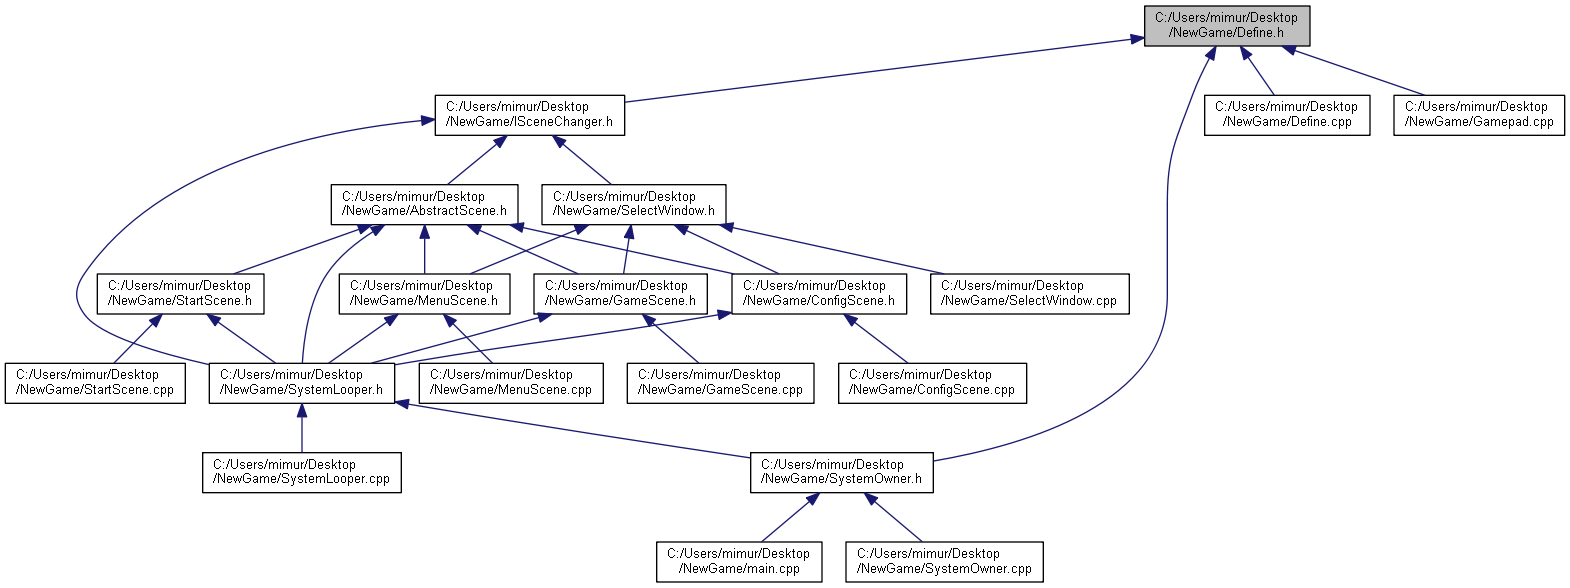 C:/Users/mimur/Desktop
/NewGame/Define.h
C:/Users/mimur/Desktop
/NewGame/ISceneChanger.h
C:/Users/mimur/Desktop
/NewGame/Define.cpp
C:/Users/mimur/Desktop
/NewGame/Gamepad.cpp
C:/Users/mimur/Desktop
/NewGame/AbstractScene.h
C:/Users/mimur/Desktop
/NewGame/SelectWindow.h
C:/Users/mimur/Desktop
/NewGame/StartScene.h
C:/Users/mimur/Desktop
/NewGame/MenuScene.h
C:/Users/mimur/Desktop
/NewGame/GameScene.h
C:/Users/mimur/Desktop
/NewGame/ConfigScene.h
C:/Users/mimur/Desktop
/NewGame/SelectWindow.cpp
C:/Users/mimur/Desktop
/NewGame/StartScene.cpp
C:/Users/mimur/Desktop
/NewGame/SystemLooper.h
C:/Users/mimur/Desktop
/NewGame/MenuScene.cpp
C:/Users/mimur/Desktop
/NewGame/GameScene.cpp
C:/Users/mimur/Desktop
/NewGame/ConfigScene.cpp
C:/Users/mimur/Desktop
/NewGame/SystemLooper.cpp
C:/Users/mimur/Desktop
/NewGame/SystemOwner.h
C:/Users/mimur/Desktop
/NewGame/main.cpp
C:/Users/mimur/Desktop
/NewGame/SystemOwner.cpp